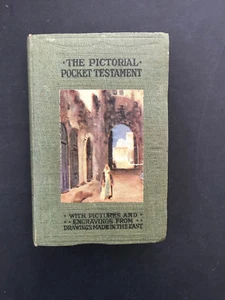 • THE PICTORIAL •
POCKET TESTAMENT
• WITH PICTURES AND •
ENGRAVINGS FROM
DRAWINGS MADE IN THE EAST